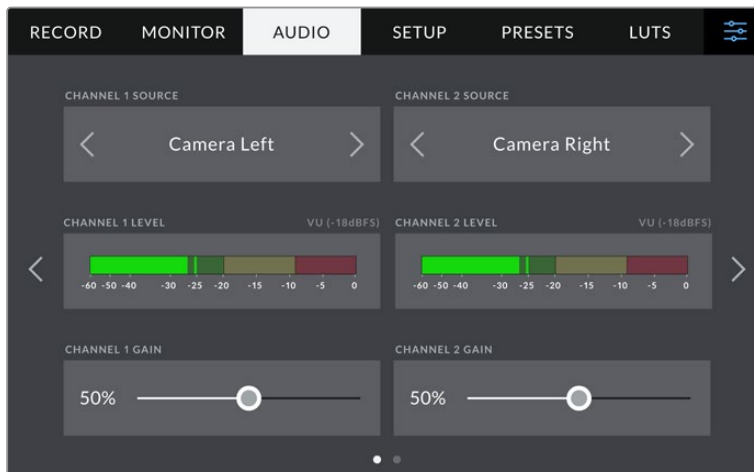 RECORD MONITOR AUDIO SETUP PRESETS LUTS
CHANNEL 1 SOURCE CHANNEL 2 SOURCE
Camera Left Camera Right
CHANNEL 1 LEVEL VU (-18dBFS) CHANNEL 2 LEVEL VU (-18dBFS)
-60 -50 -40 -30 -25 -20 -15 -10 -5 0 -60 -50 -40 -30 -25 -20 -15 -10 -5 0
CHANNEL 1 GAIN CHANNEL 2 GAIN
50% 50%